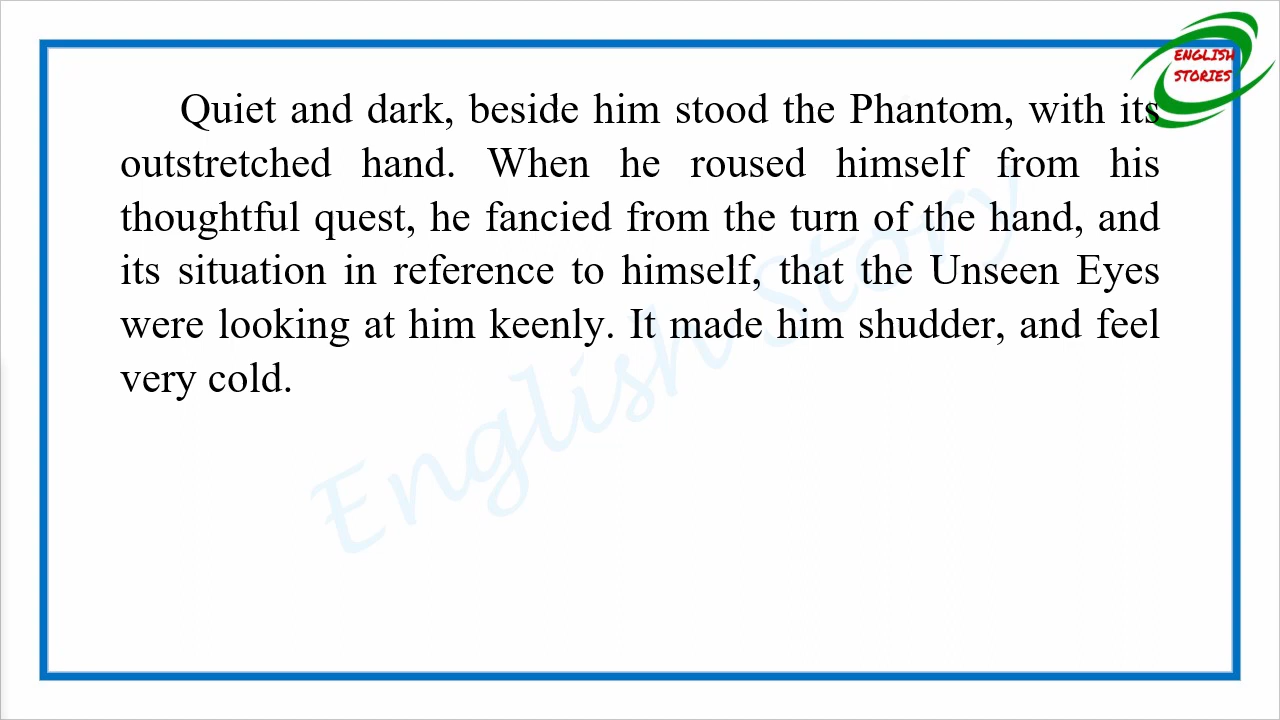 ENGLISH
STORIES
Quiet and dark, beside him stood the Phantom, with its
outstretched hand. When he roused himself from his
thoughtful quest, he fancied from the turn of the hand, and
its situation in reference to himself, that the Unseen Eyes
were looking at him keenly. It made him shudder, and feel
very cold.
English Story